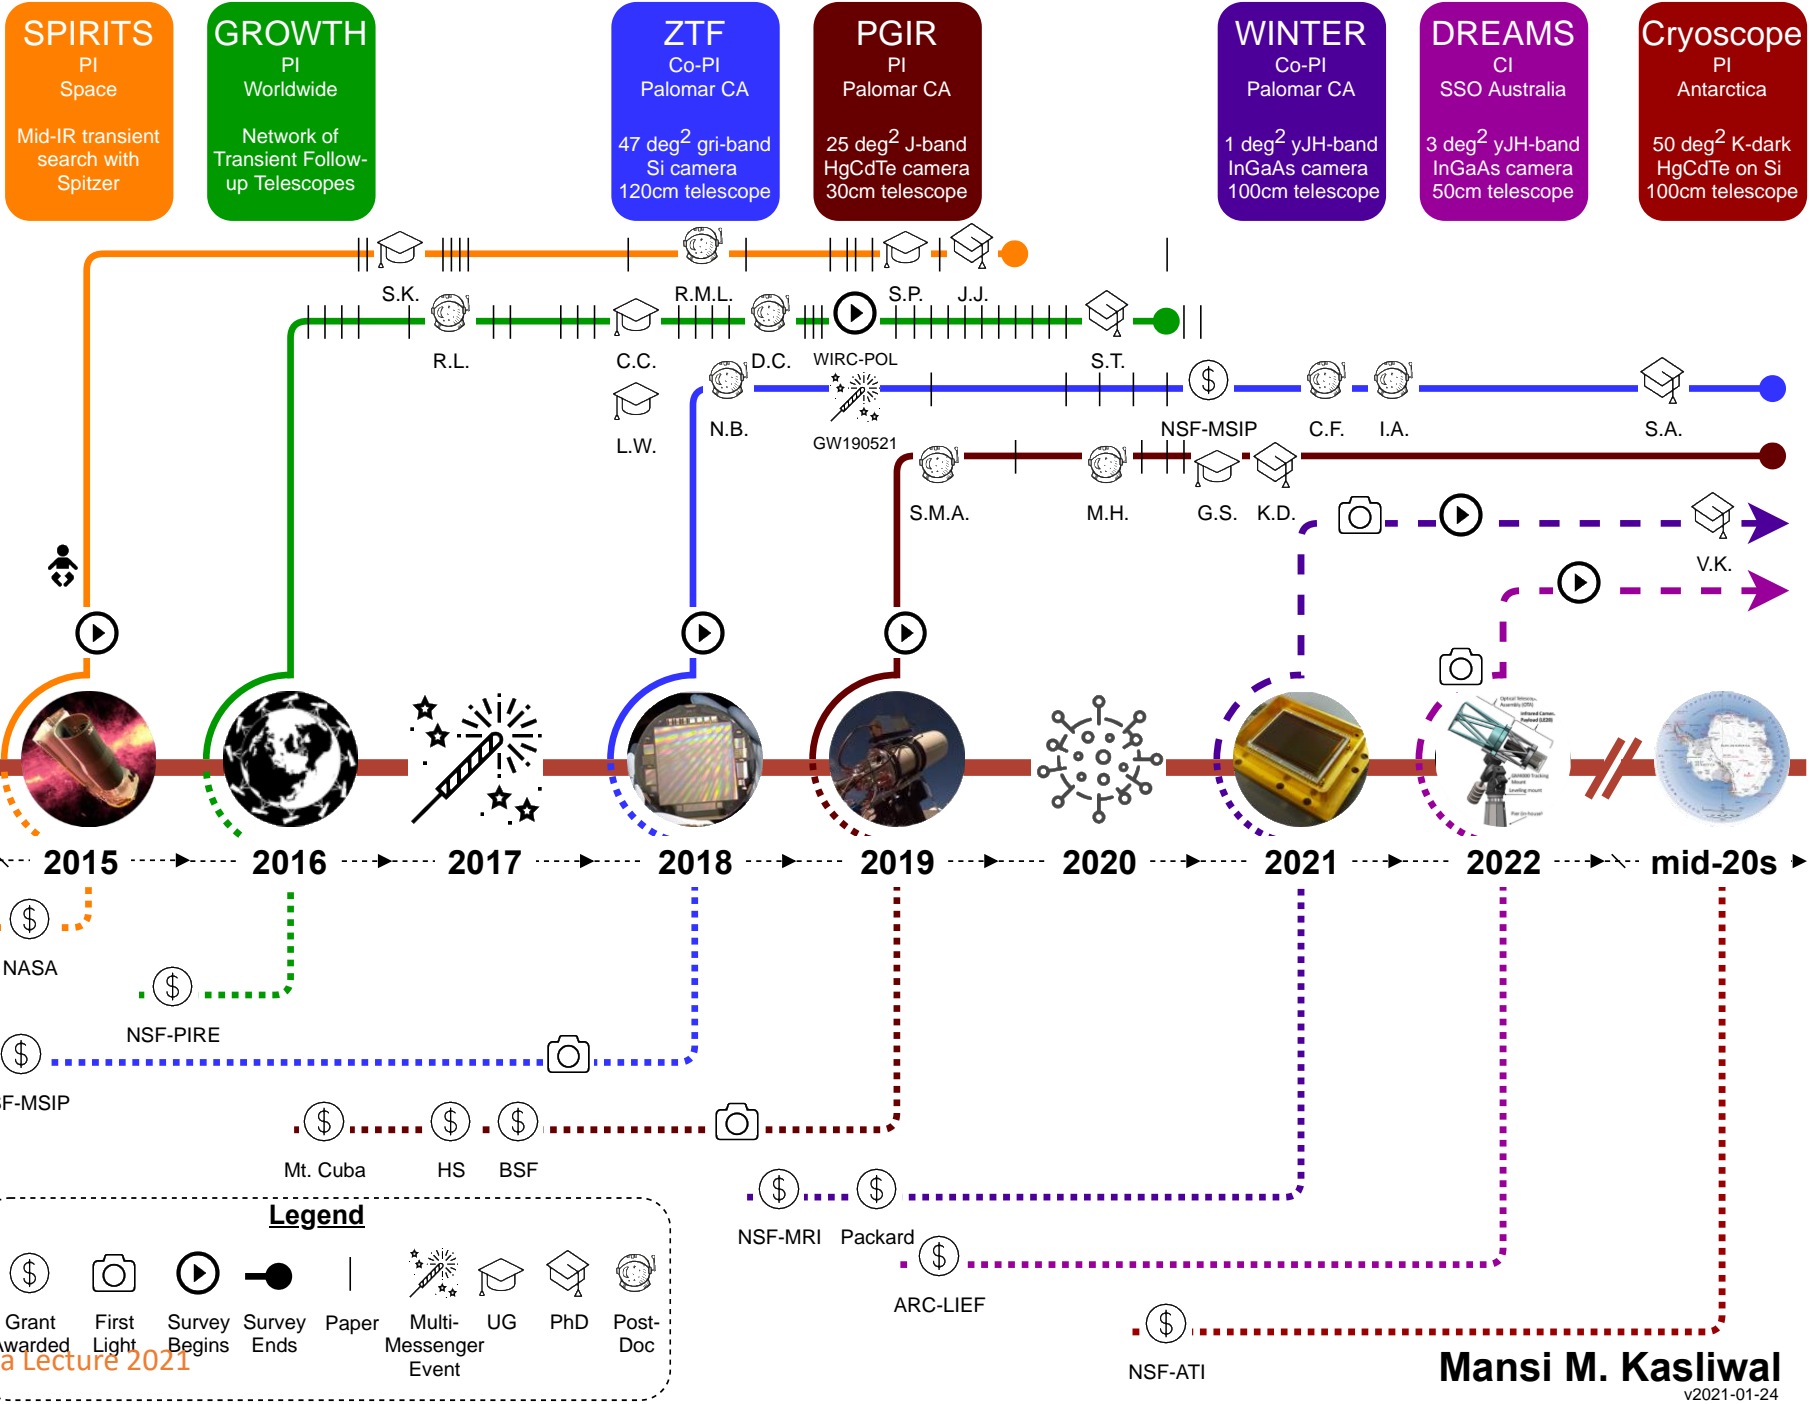 SPIRITS
PI
Space
Mid-IR transient
search with
Spitzer
GROWTH
PI
Worldwide
Network of
Transient Follow-
up Telescopes
ZTF
Co-PI
Palomar CA
47 deg2 gri-band
Si camera
120cm telescope
PGIR
PI
Palomar CA
25 deg2 J-band
HgCdTe camera
30cm telescope
WINTER
Co-PI
Palomar CA
1 deg2 yJH-band
InGaAs camera
100cm telescope
DREAMS
CI
SSO Australia
3 deg2 yJH-band
InGaAs camera
50cm telescope
Cryoscope
PI
Antarctica
50 deg2 K-dark
HgCdTe on Si
100cm telescope
S.K.
R.M.L.
S.P.
J.J.
R.L.
C.C.
D.C.
WIRC-POL
S.T.
L.W.
N.B.
GW190521
NSF-MSIP
C.F.
I.A.
S.A.
S.M.A.
M.H.
G.S.
K.D.
V.K.
2015
2016
2017
2018
2019
2020
2021
2022
mid-20s
$
NASA
$
NSF-PIRE
$
F-MSIP
$
$
$
Mt. Cuba
HS
BSF
$
$
NSF-MRI
Packard
$
ARC-LIEF
$
NSF-ATI
Legend
Grant
Awarded
First
Light
Survey
Begins
Survey
Ends
Paper
Multi-
Messenger
Event
UG
PhD
Post-
Doc
a Lecture 2021
Mansi M. Kasliwal
v2021-01-24